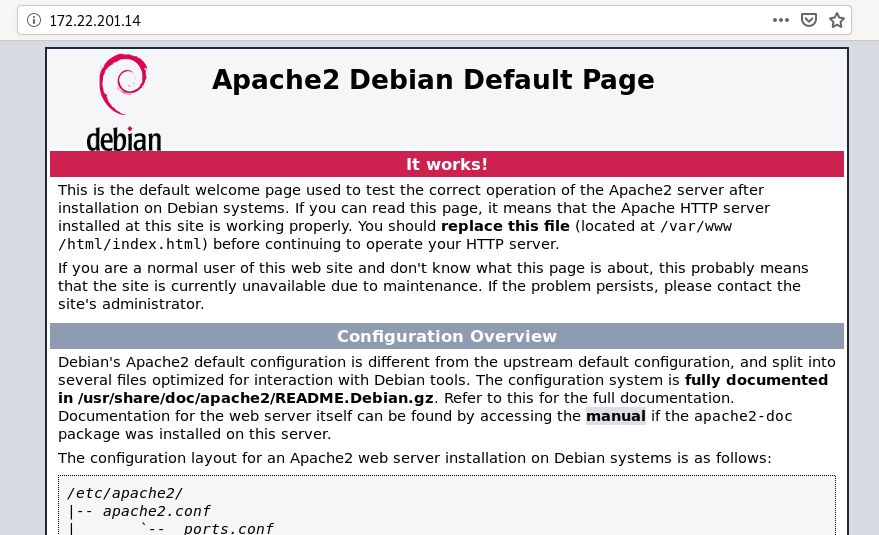 172.22.201.14
Apache2 Debian Default Page
debian
It works!
This is the default welcome page used to test the correct operation of the Apache2 server after
installation on Debian systems. If you can read this page, it means that the Apache HTTP server
installed at this site is working properly. You should replace this file (located at /var/www
/html/index.html) before continuing to operate your HTTP server.
If you are a normal user of this web site and don't know what this page is about, this probably means
that the site is currently unavailable due to maintenance. If the problem persists, please contact the
site's administrator.
Configuration Overview
Debian's Apache2 default configuration is different from the upstream default configuration, and split into
several files optimized for interaction with Debian tools. The configuration system is fully documented
in /usr/share/doc/apache2/README.Debian.gz. Refer to this for the full documentation.
Documentation for the web server itself can be found by accessing the manual if the apache2-doc
package was installed on this server.
The configuration layout for an Apache2 web server installation on Debian systems is as follows:
/etc/apache2/
|-- apache2.conf
|       `--  ports.conf